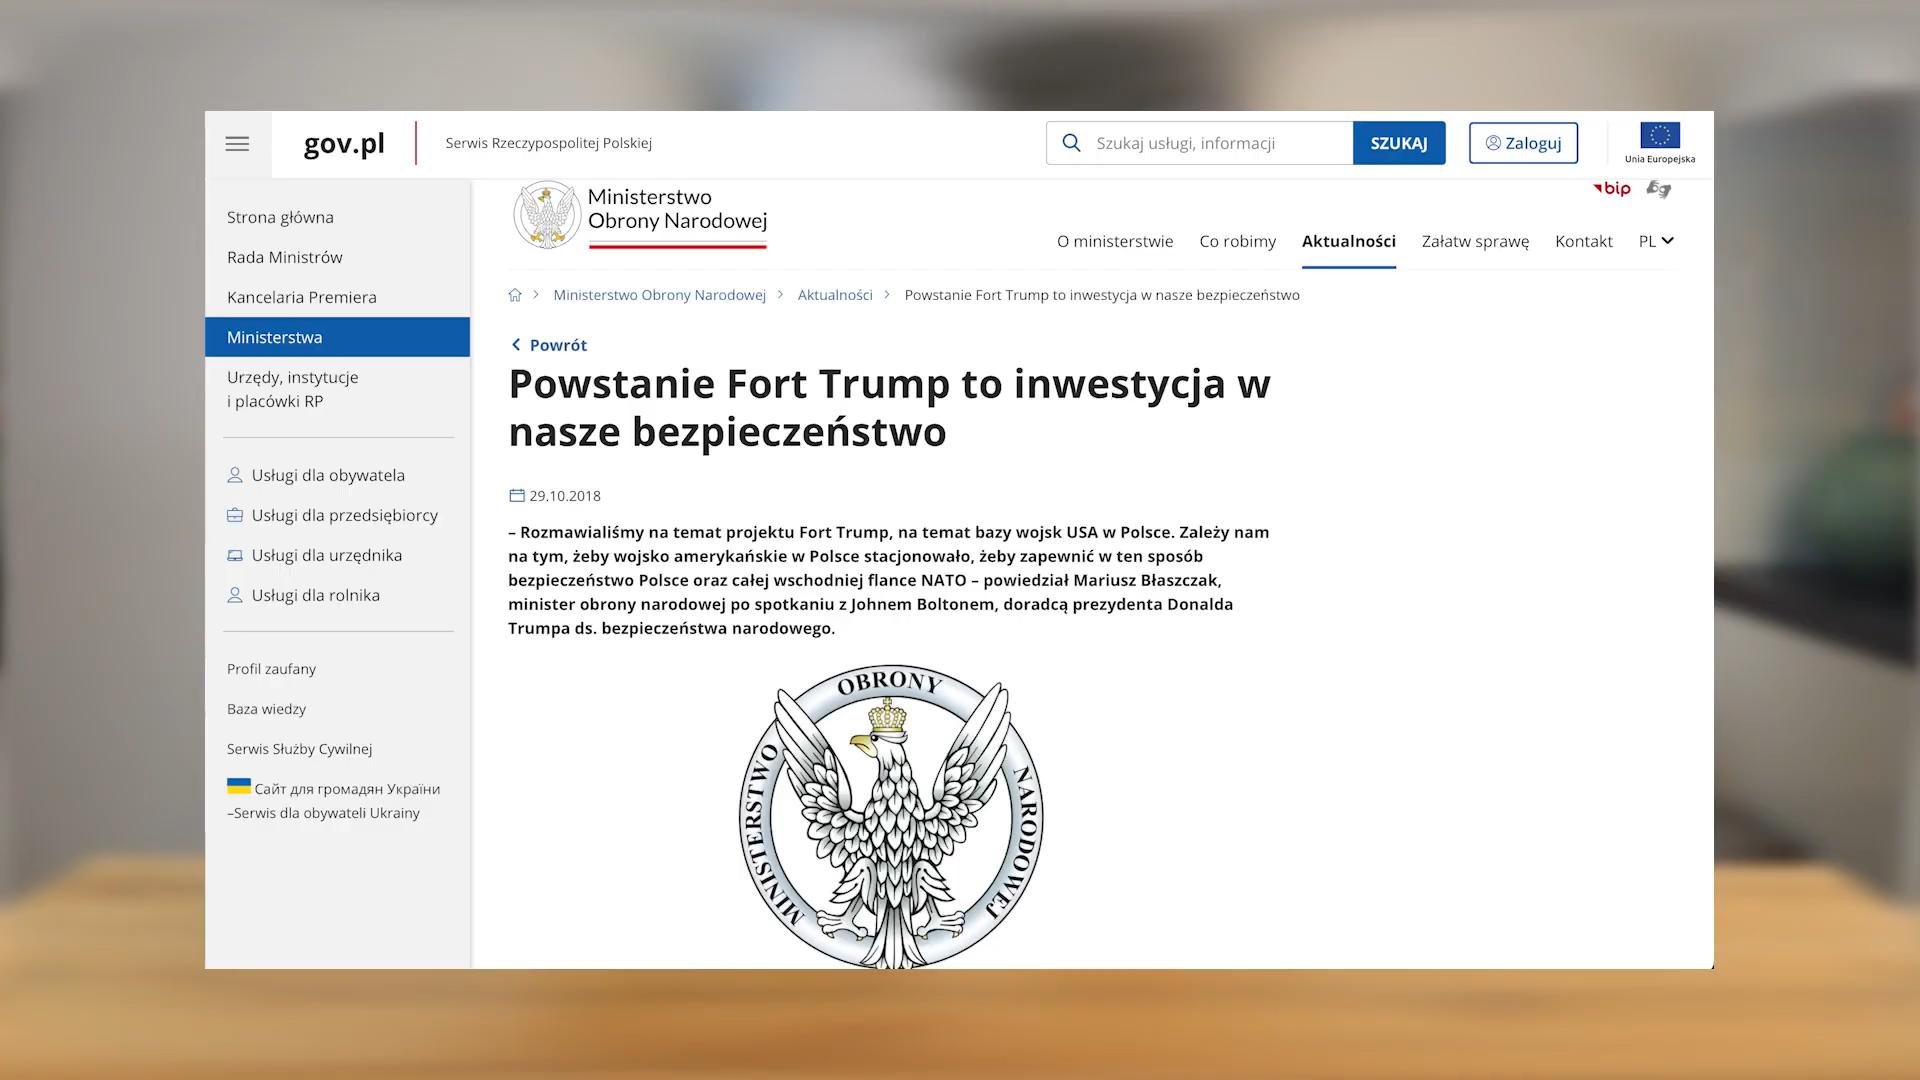 gov.pl
Serwis Rzeczypospolitej Polskiej
Szukaj usługi, informacji
SZUKAJ
Zaloguj
Unia Europejska
Strona główna
Rada Ministrów
Kancelaria Premiera
Ministerstwa
Urzędy, instytucje
i placówki RP
Usługi dla obywatela
Usługi dla przedsiębiorcy
Usługi dla urzędnika
Usługi dla rolnika
Profil zaufany
Baza wiedzy
Serwis Służby Cywilnej
Сайт для громадян України
–Serwis dla obywateli Ukrainy
Ministerstwo
Obrony Narodowej
bip
O ministerstwie
Co robimy
Aktualności
Załatw sprawę
Kontakt
PL
Ministerstwo Obrony Narodowej > Aktualności > Powstanie Fort Trump to inwestycja w nasze bezpieczeństwo
Powrót
Powstanie Fort Trump to inwestycja w
nasze bezpieczeństwo
29.10.2018
– Rozmawialiśmy na temat projektu Fort Trump, na temat bazy wojsk USA w Polsce. Zależy nam
na tym, żeby wojsko amerykańskie w Polsce stacjonowało, żeby zapewnić w ten sposób
bezpieczeństwo Polsce oraz całej wschodniej flance NATO – powiedział Mariusz Błaszczak,
minister obrony narodowej po spotkaniu z Johnem Boltonem, doradcą prezydenta Donalda
Trumpa ds. bezpieczeństwa narodowego.
MINISTERSTWO OBRONY NARODOWEJ